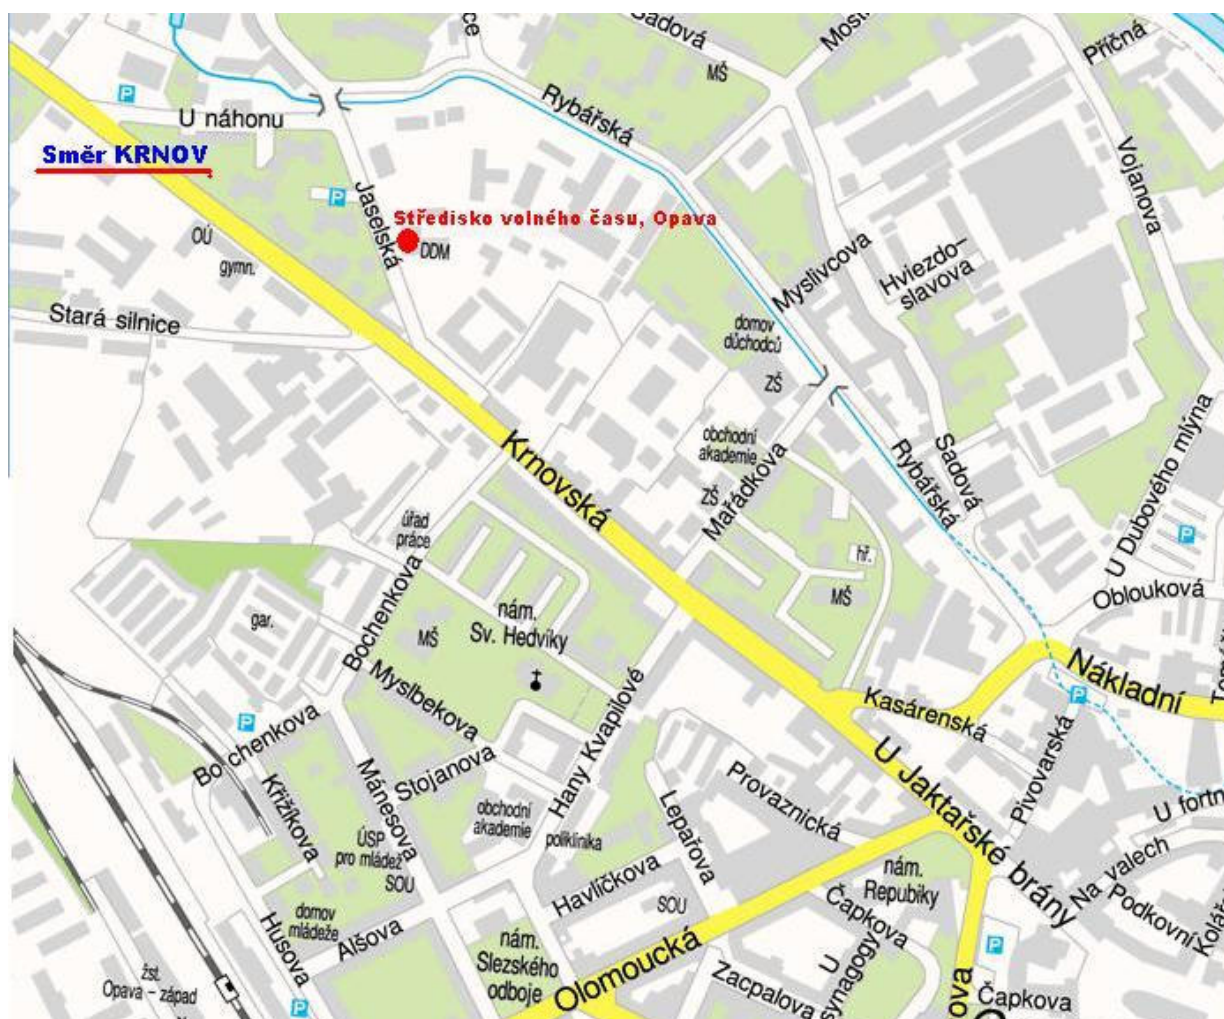 Sadová
Příčná
MŠ
Rybářská
P
U náhonu
Vojanova
Směr KRNOV
P
Jaselská
Středisko volného času, Opava
DDM
OÚ
gymn.
Myslivcova
Hviezdo–
slavova
Stará silnice
domov
důchodců
ZŠ
Krnovská
obchodní
akademie
ZŠ
Mařádkova
Rybářská
Sadová
U Dubového mlýna
P
úřad
práce
hř.
MŠ
Oblouková
gar.
Bochenkova
MŠ
nám.
Sv. Hedviky
Myslbekova
Nákladní
P
Kasárenská
P
Bochenkova
Křižíkova
Mánesova
Stojanova
Hany Kvapilové
U Jaktařské brány
Pivovarská
Provaznická
Lepařova
obchodní
akademie
poliklinika
ÚSP
pro mládež
SOU
Na valech
Podkovní
Havlíčkova
SOU
nám.
Repubiky
Čapkova
domov
mládeže
Husova
Alšova
nám.
Slezského
odboje
Olomoucká
U
synagogy
Zacpalova
P
Čapkova
žst.
Opava – západ
P